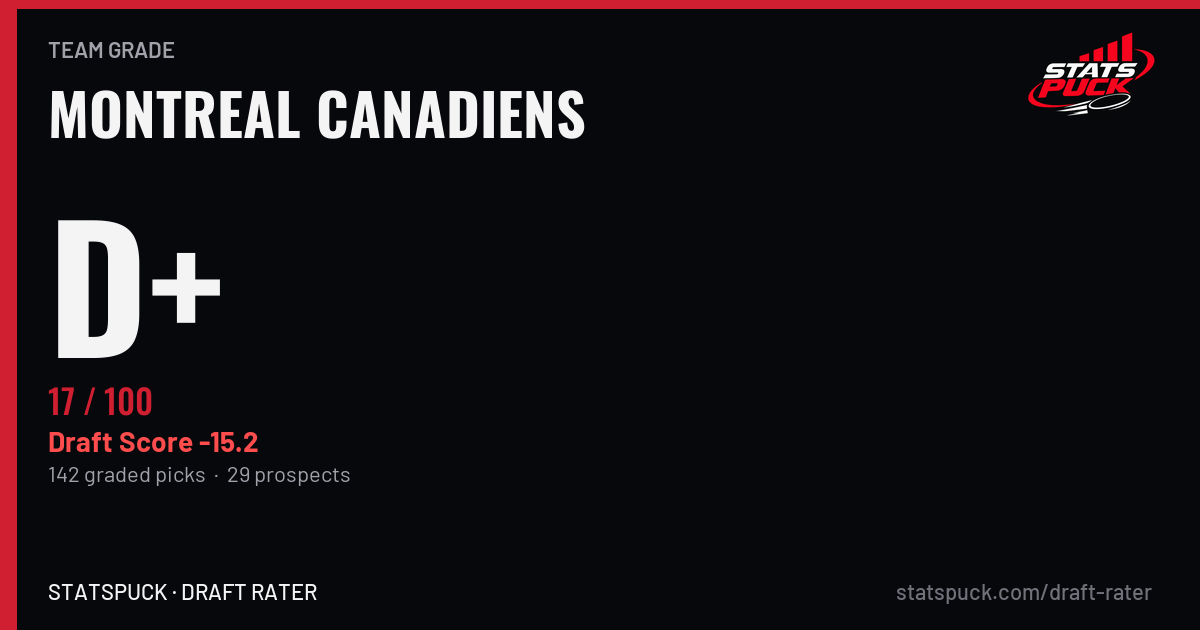 TEAM GRADE
MONTREAL CANADIENS
STATS
PUCK
D+
17 / 100
Draft Score -15.2
142 graded picks · 29 prospects
STATSPUCK · DRAFT RATER
statspuck.com/draft-rater